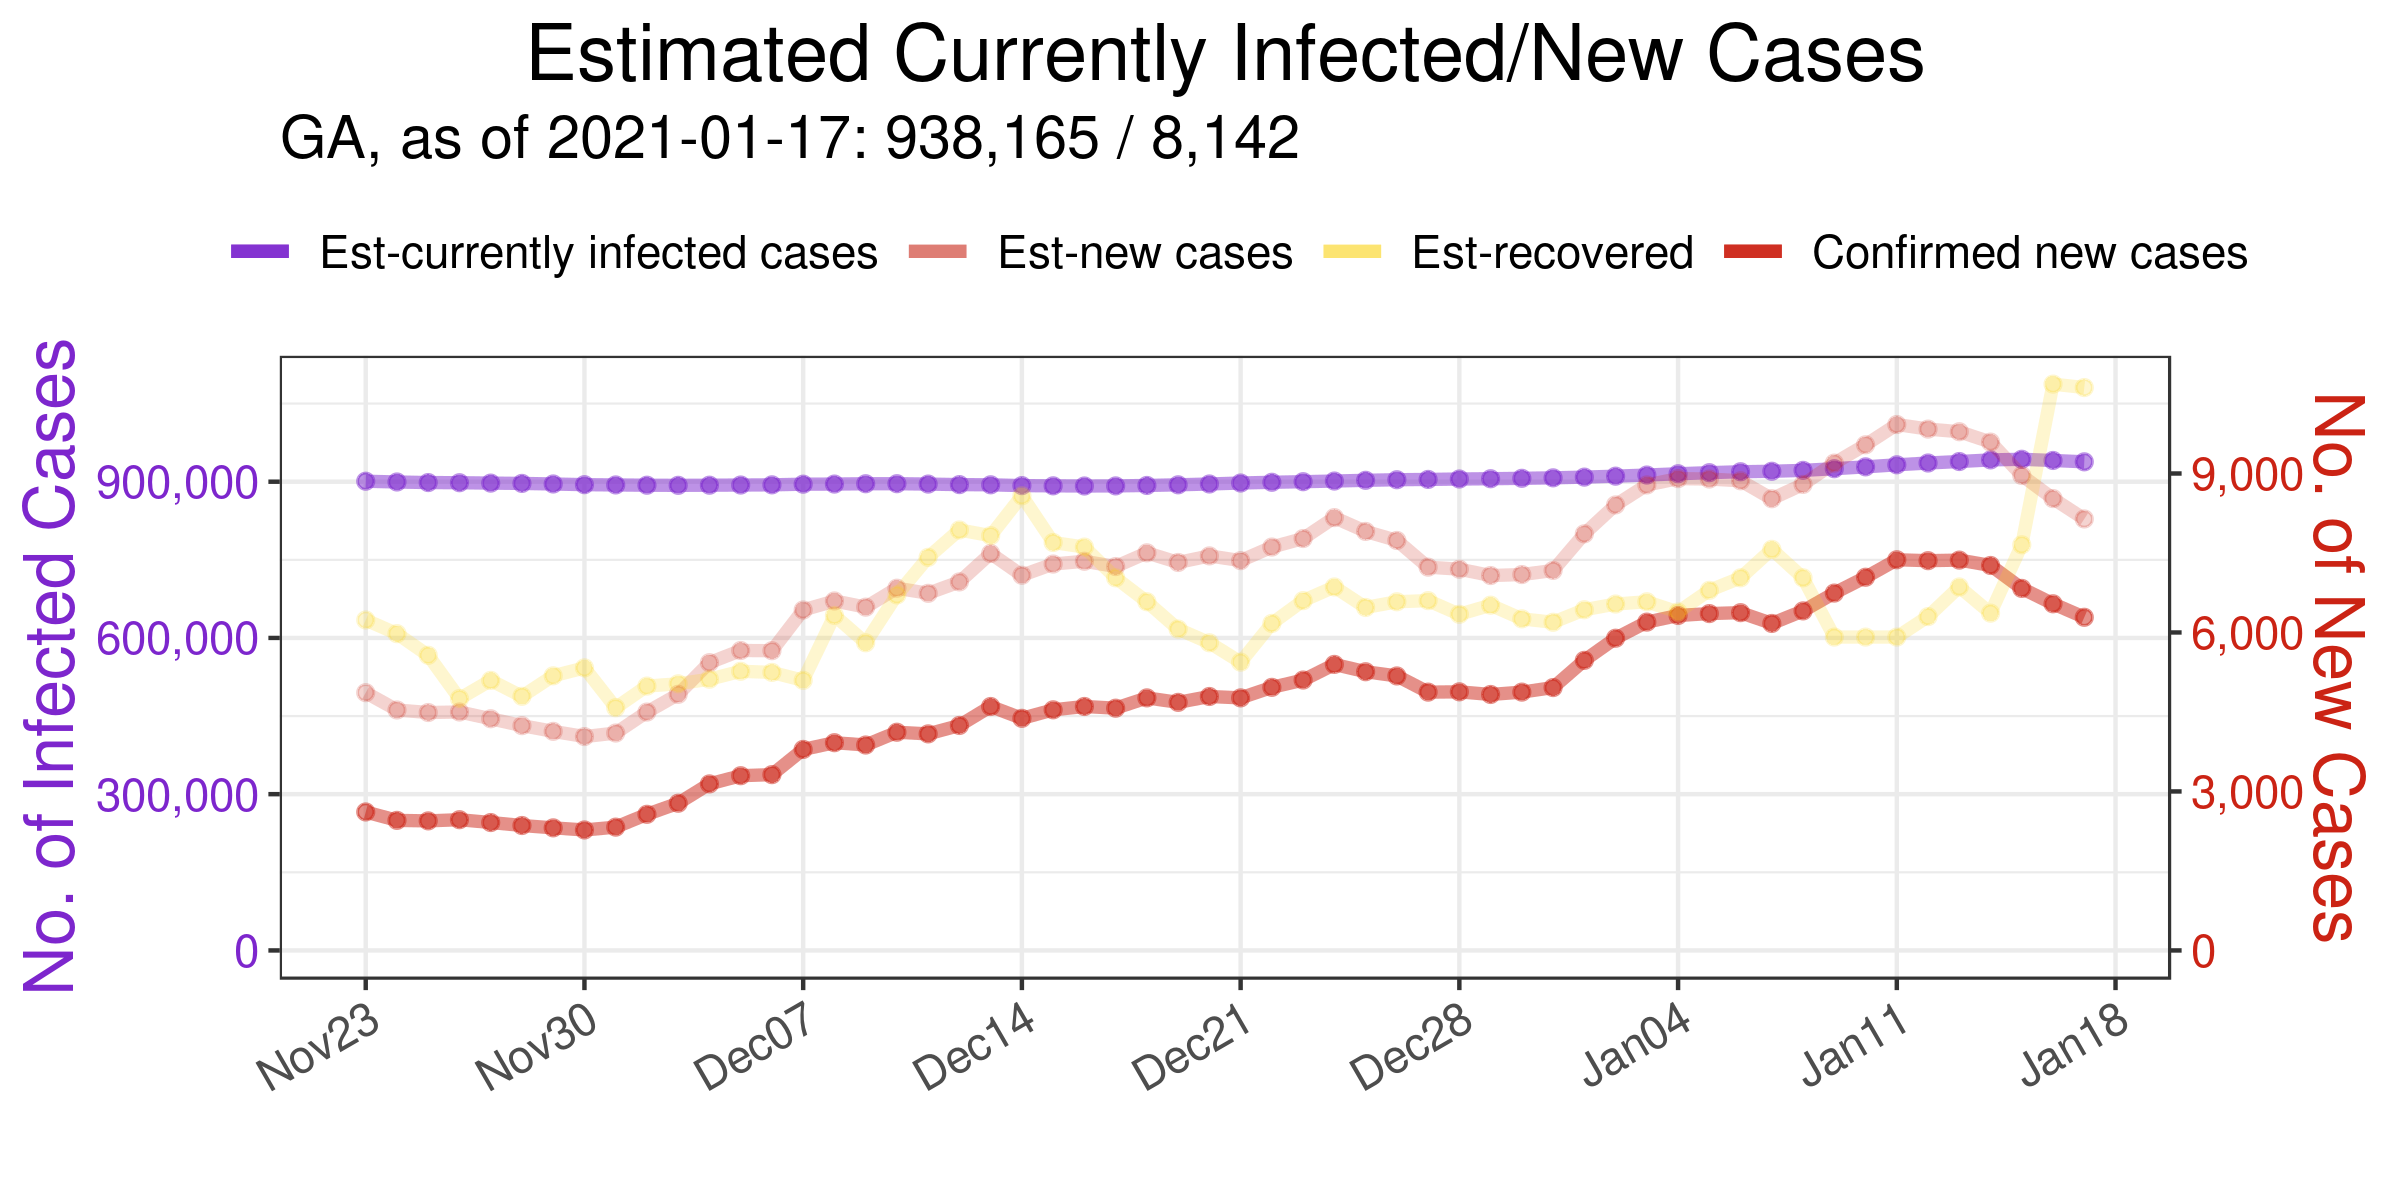 Estimated Currently Infected/New Cases
GA, as of 2021-01-17: 938,165 / 8,142
Est-currently infected cases Est-new cases Est-recovered Confirmed new cases
No. of Infected Cases
900,000
600,000
300,000
0
9,000
6,000
3,000
0
No. of New Cases
Nov23 Nov30 Dec07 Dec14 Dec21 Dec28 Jan04 Jan11 Jan18